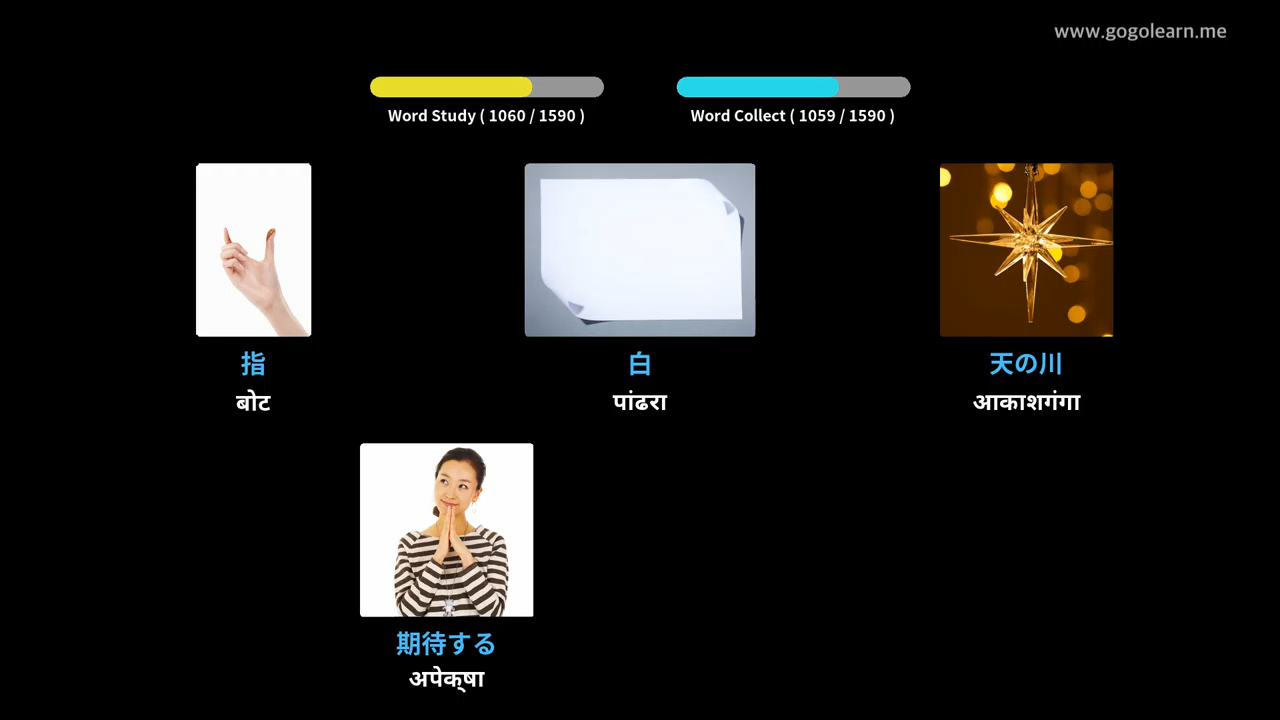 www.gogolearn.me
Word Study ( 1060 / 1590 )
Word Collect ( 1059 / 1590 )
指
बोट
白
पांढरा
天の川
आकाशगंगा
期待する
अपेक्षा